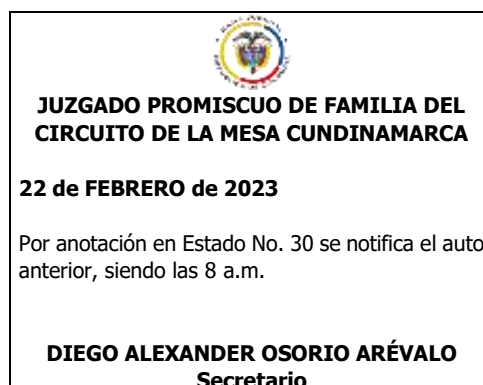 JUZGADO PROMISCUO DE FAMILIA DEL
CIRCUITO DE LA MESA CUNDINAMARCA
22 de FEBRERO de 2023
Por anotación en Estado No. 30 se notifica el auto
anterior, siendo las 8 a.m.
DIEGO ALEXANDER OSORIO ARÉVALO
Secretario